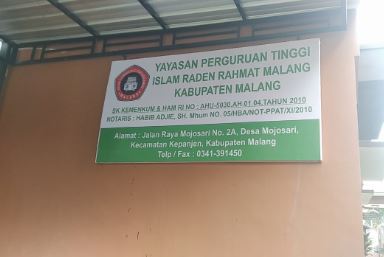 YAYASAN PERGURUAN TINGGI
ISLAM RADEN RAHMAT MALANG
KABUPATEN MALANG
SK KEMENKUM & HAM RI NO : AHU-5030.AH.01.04.TAHUN 2010
NOTARIS : HABIB ADJIE, SH. Mhum NO. 05/HBA/NOT-PPAT/XI/2010
Alamat : Jalan Raya Mojosari No. 2A, Desa Mojosari,
Kecamatan Kepanjen, Kabupaten Malang
Telp / Fax : 0341-391450